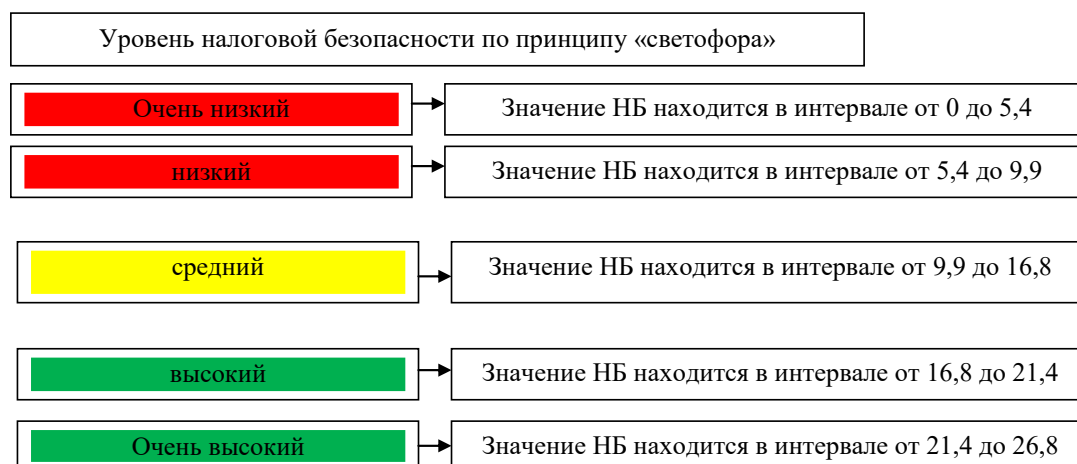 Уровень налоговой безопасности по принципу «светофора»
Очень низкий
Значение НБ находится в интервале от 0 до 5,4
низкий
Значение НБ находится в интервале от 5,4 до 9,9
средний
Значение НБ находится в интервале от 9,9 до 16,8
высокий
Значение НБ находится в интервале от 16,8 до 21,4
Очень высокий
Значение НБ находится в интервале от 21,4 до 26,8